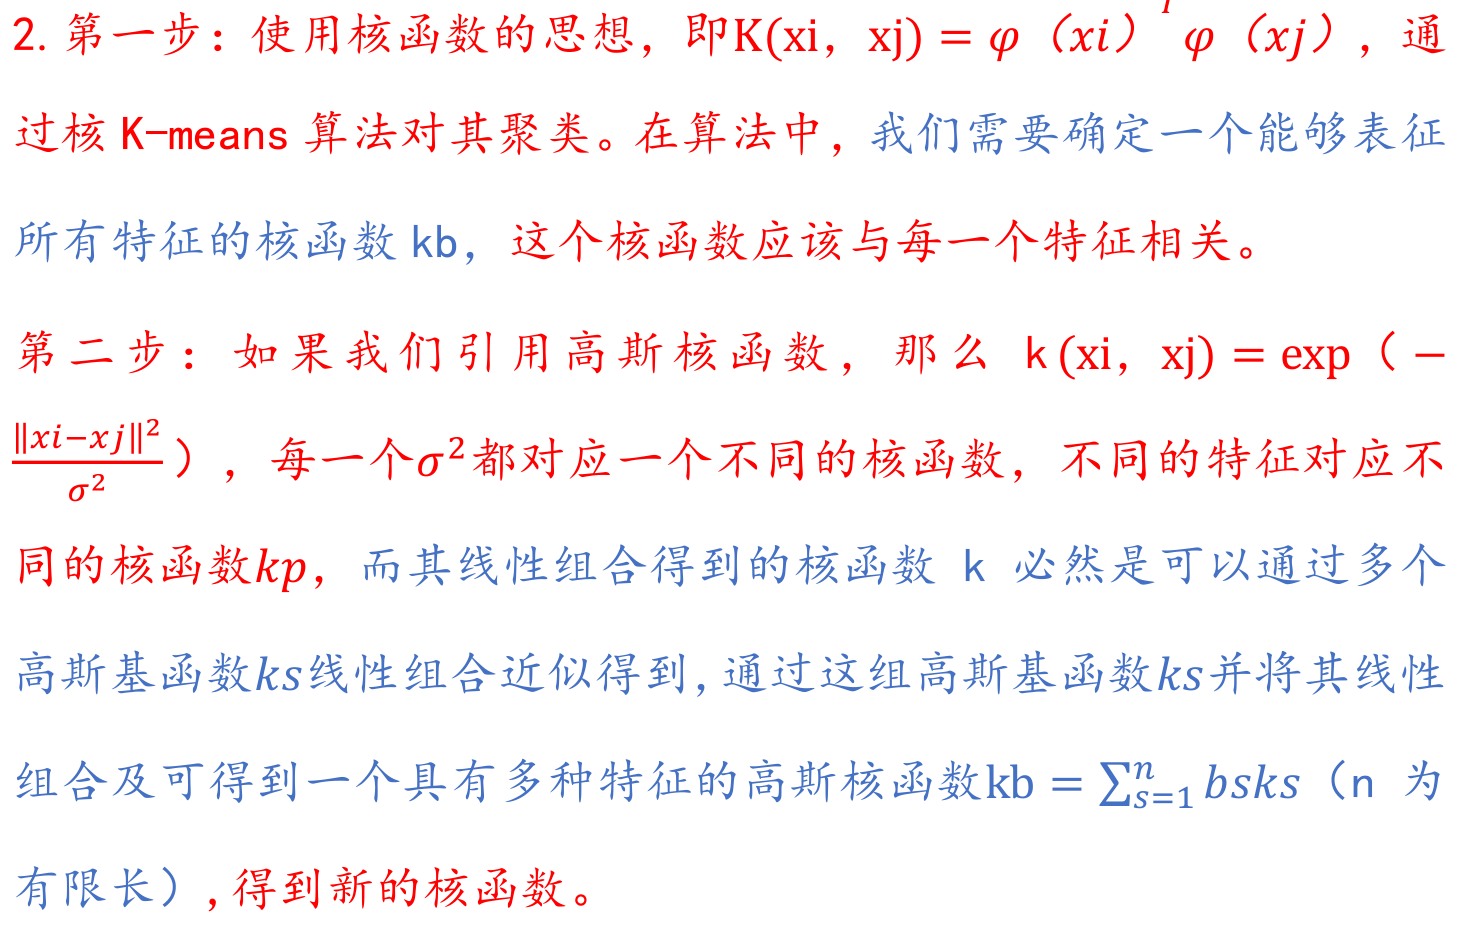 2. 第一步：使用核函数的思想，即K(xi，xj) = φ（xi）ᵀφ（xj），通
过核 K-means 算法对其聚类。在算法中，我们需要确定一个能够表征
所有特征的核函数 kb，这个核函数应该与每一个特征相关。
第二步：如果我们引用高斯核函数，那么 k(xi，xj) = exp（−
‖xi−xj‖²/σ²），每一个σ²都对应一个不同的核函数，不同的特征对应不
同的核函数kp，而其线性组合得到的核函数 k 必然是可以通过多个
高斯基函数ks线性组合近似得到,通过这组高斯基函数ks并将其线性
组合及可得到一个具有多种特征的高斯核函数kb = ∑ⁿₛ₌₁ bsks（n 为
有限长）,得到新的核函数。